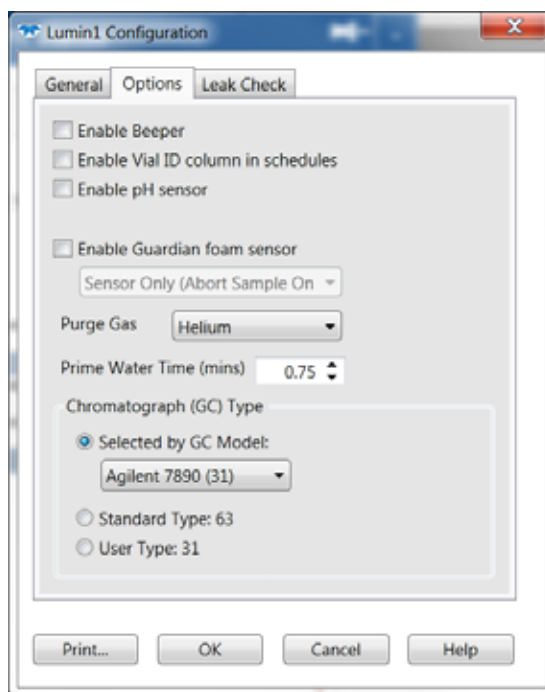 Lumin1 Configuration
General Options Leak Check
Enable Beeper
Enable Vial ID column in schedules
Enable pH sensor
Enable Guardian foam sensor
Sensor Only (Abort Sample On
Purge Gas Helium
Prime Water Time (mins) 0.75
Chromatograph (GC) Type
Selected by GC Model:
Agilent 7890 (31)
Standard Type: 63
User Type: 31
Print... OK Cancel Help